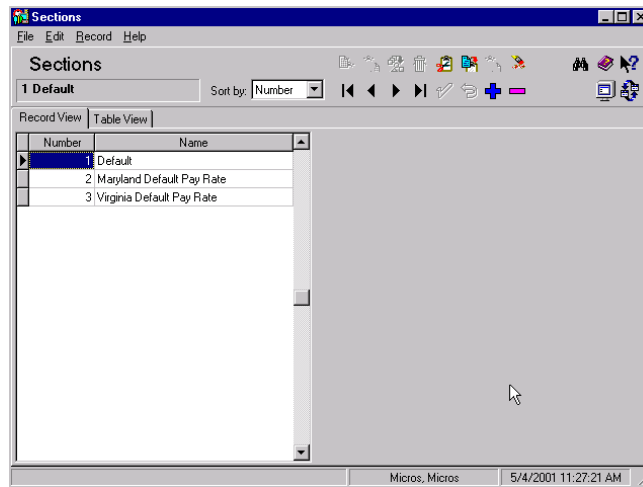 Sections
File Edit Record Help
Sections
1 Default
Sort by: Number
Record View Table View
Number Name
1 Default
2 Maryland Default Pay Rate
3 Virginia Default Pay Rate
Micros, Micros 5/4/2001 11:27:21 AM